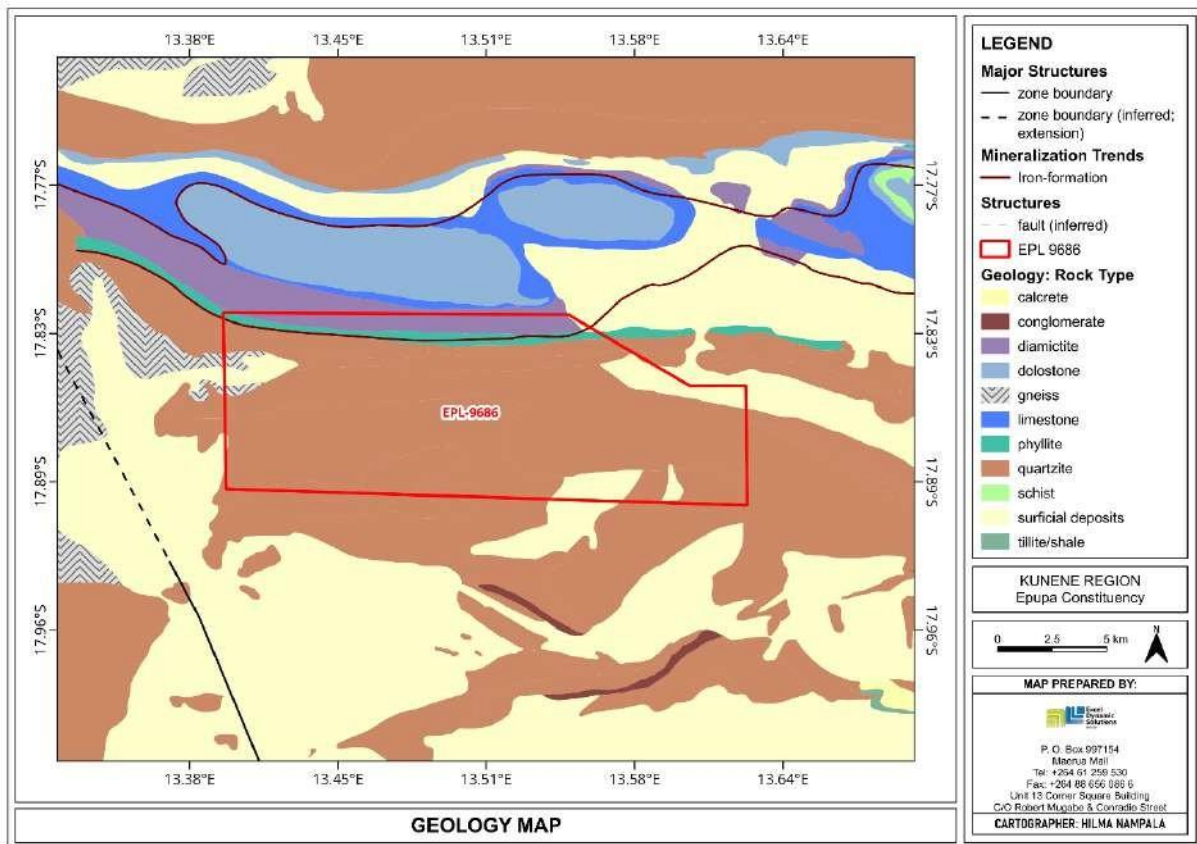 13.38°E 13.45°E 13.51°E 13.58°E 13.64°E
17.77°S
17.83°S
17.89°S
17.96°S
17.77°S
17.83°S
17.89°S
17.96°S
EPL-9686
13.38°E 13.45°E 13.51°E 13.58°E 13.64°E
GEOLOGY MAP
LEGEND
Major Structures
zone boundary
zone boundary (inferred;
extension)
Mineralization Trends
Iron-formation
Structures
fault (inferred)
EPL 9686
Geology: Rock Type
calcrete
conglomerate
diamictite
dolostone
gneiss
limestone
phyllite
quartzite
schist
surficial deposits
tillite/shale
KUNENE REGION
Epupa Constituency
0 2.5 5 km
N
MAP PREPARED BY:
Excel
Dynamic
Solutions
P. O. Box 997154
Maerua Mall
Tel: +264 61 259 530
Fax: +264 88 656 086 6
Unit 13 Corner Square Building
C/O Robert Mugabe & Conradie Street
CARTOGRAPHER: HILMA NAMPALA